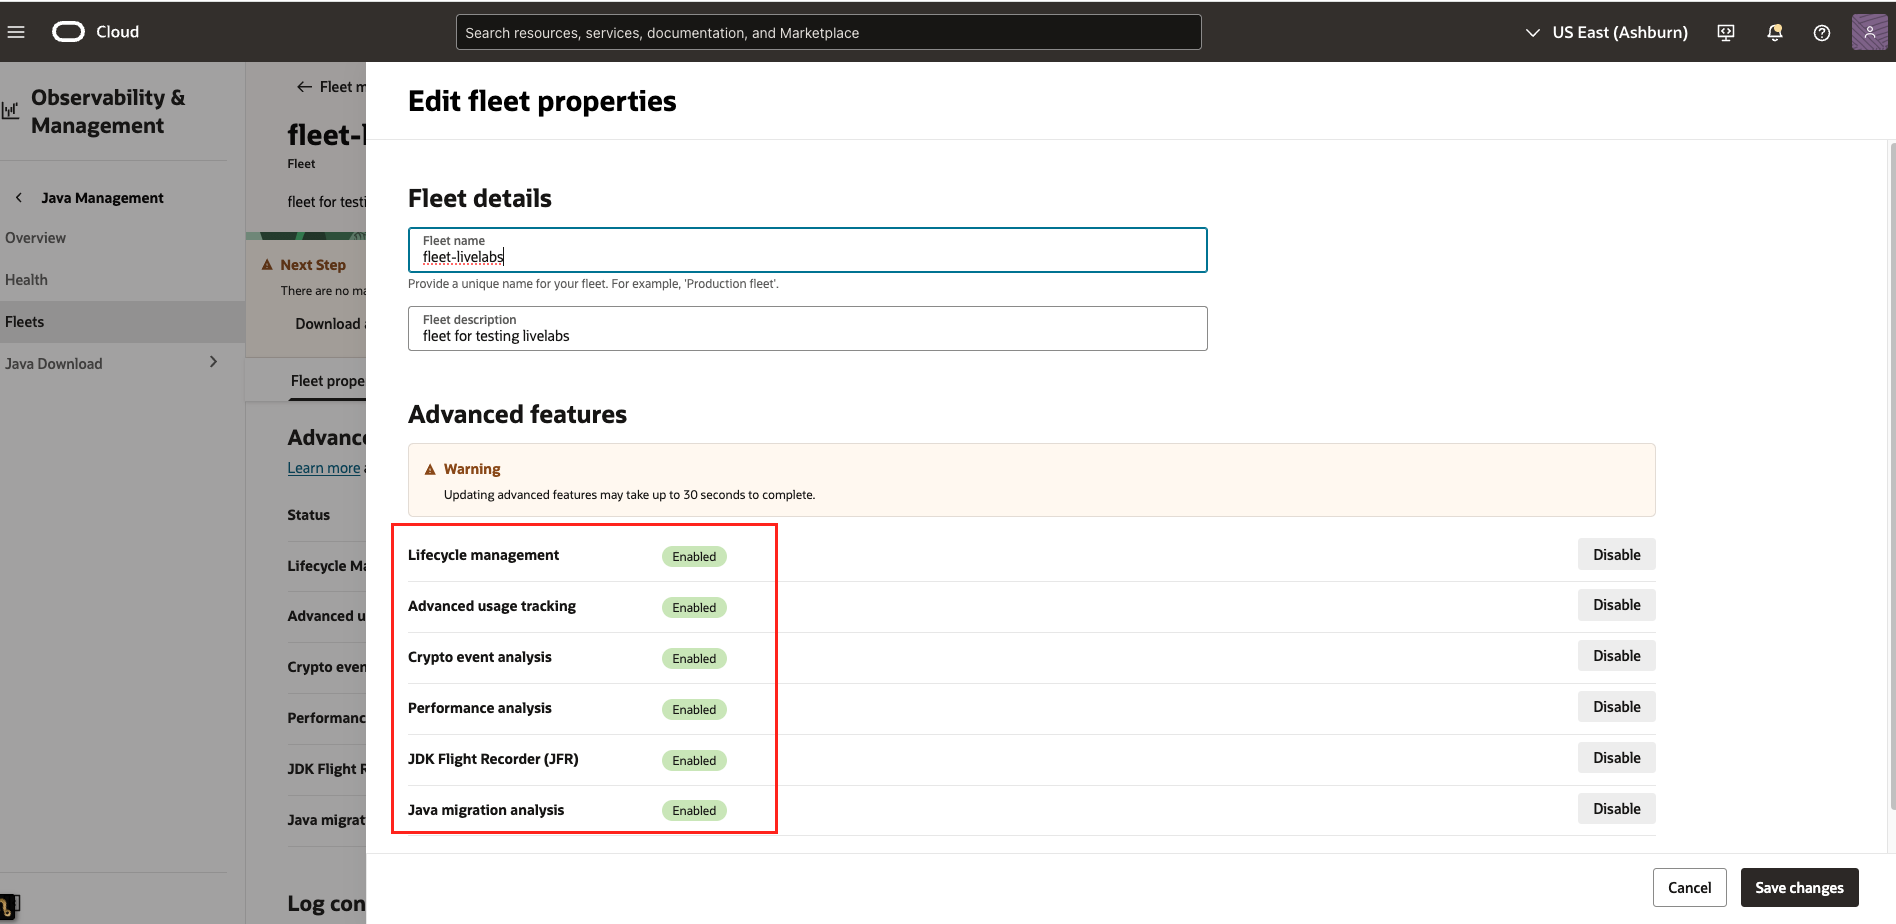 Cloud
Search resources, services, documentation, and Marketplace
US East (Ashburn)
Observability &
Management
Java Management
Overview
Health
Fleets
Java Download
Fleet m
fleet-l
Fleet
fleet for testi
Next Step
There are no ma
Download a
Fleet prope
Advanc
Learn more a
Status
Lifecycle Ma
Advanced u
Crypto even
Performanc
JDK Flight R
Java migrat
Log con
Edit fleet properties
Fleet details
Fleet name
fleet-livelabs
Provide a unique name for your fleet. For example, 'Production fleet'.
Fleet description
fleet for testing livelabs
Advanced features
Warning
Updating advanced features may take up to 30 seconds to complete.
Lifecycle management Enabled Disable
Advanced usage tracking Enabled Disable
Crypto event analysis Enabled Disable
Performance analysis Enabled Disable
JDK Flight Recorder (JFR) Enabled Disable
Java migration analysis Enabled Disable
Cancel Save changes